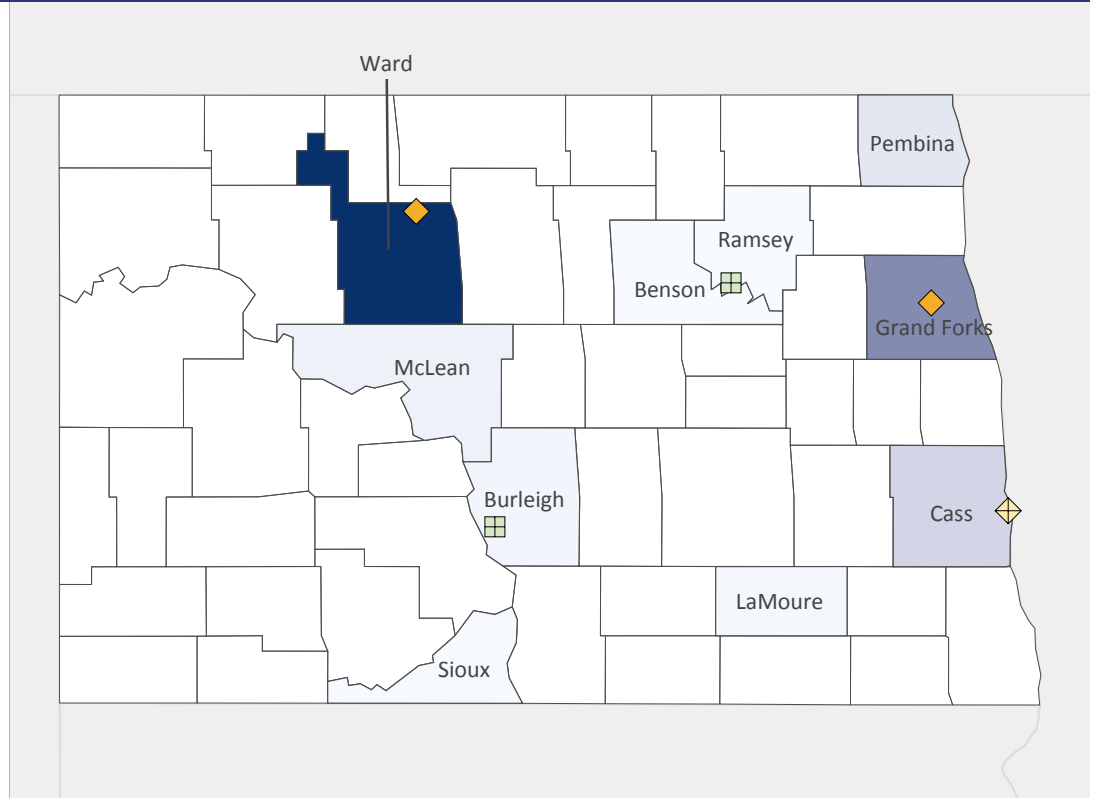 Ward
Pembina
Ramsey
Benson
Grand Forks
McLean
Burleigh
Cass
LaMoure
Sioux